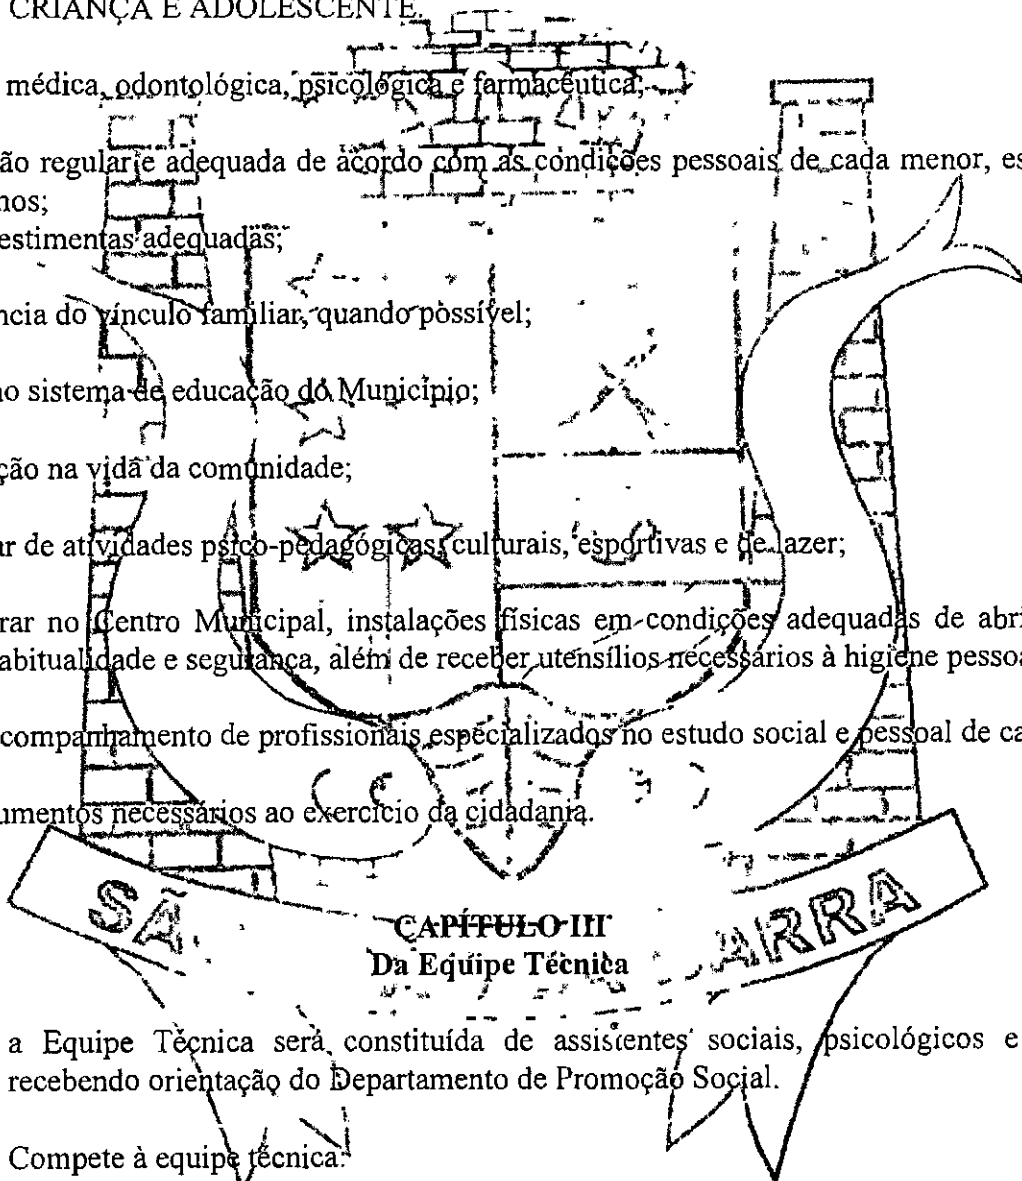 CRIANÇA E ADOLESCENTE.
médica, odontológica, psicológica e farmacêutica;
ão regular e adequada de acordo com as condições pessoais de cada menor, es
nos;
estimentas adequadas;
ncia do vínculo familiar, quando possível;
no sistema de educação do Município;
ção na vida da comunidade;
ar de atividades psico-pedagógicas, culturais, esportivas e de lazer;
rar no Centro Municipal, instalações físicas em condições adequadas de abri
abitualidade e segurança, além de receber utensílios necessários à higiene pessoa
companhamento de profissionais especializados no estudo social e pessoal de ca
umentos necessários ao exercício da cidadania.
SÃ ARRA
CAPÍTULO III
Da Equipe Técnica
a Equipe Técnica será constituída de assistentes sociais, psicológicos e
recebendo orientação do Departamento de Promoção Social.
Compete à equipe técnica: